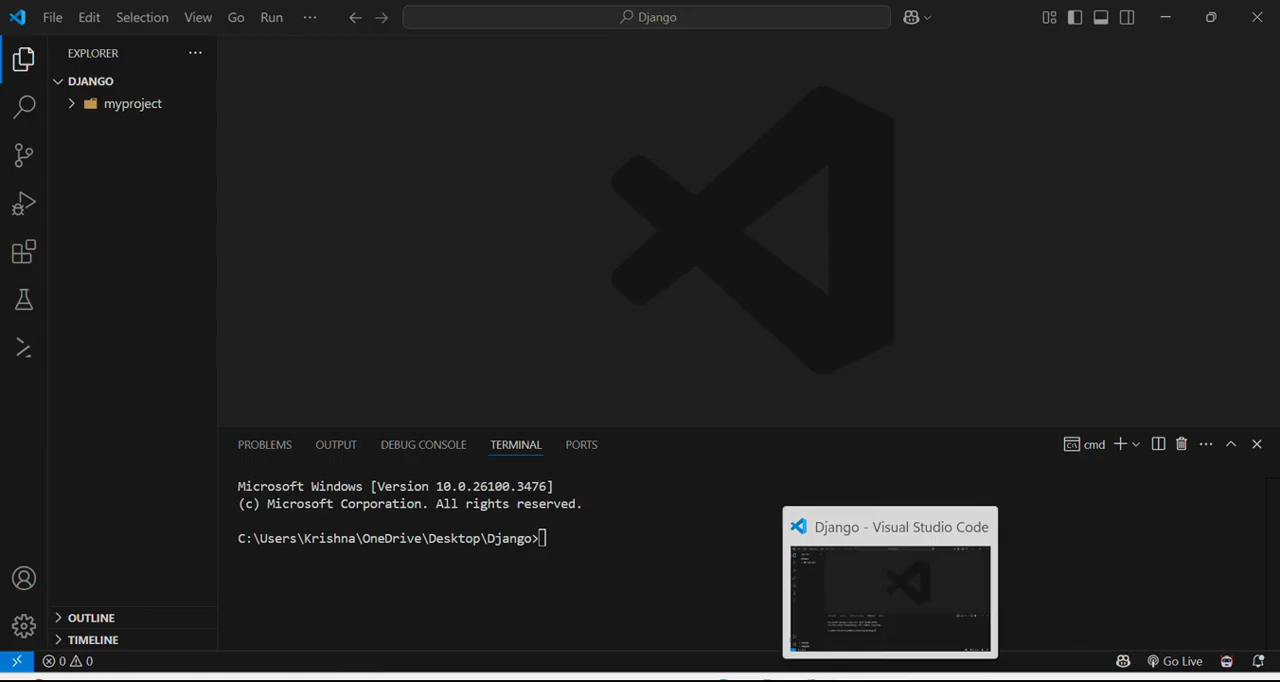 File Edit Selection View Go Run ··· Django
EXPLORER ···
DJANGO
myproject
PROBLEMS OUTPUT DEBUG CONSOLE TERMINAL PORTS cmd ···
Microsoft Windows [Version 10.0.26100.3476]
(c) Microsoft Corporation. All rights reserved.
C:\Users\Krishna\OneDrive\Desktop\Django>
Django - Visual Studio Code
OUTLINE
TIMELINE
0 0 Go Live